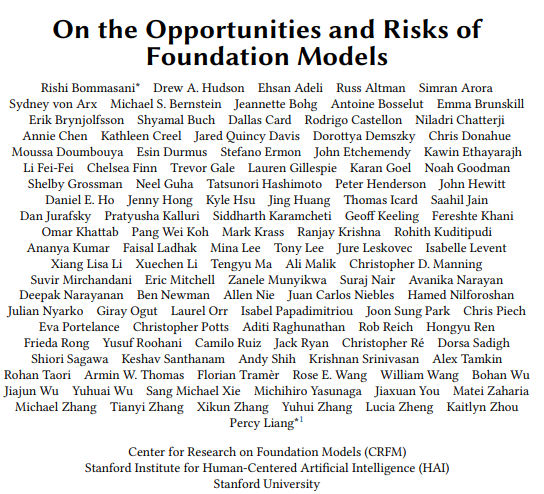 On the Opportunities and Risks of
Foundation Models
Rishi Bommasani* Drew A. Hudson Ehsan Adeli Russ Altman Simran Arora
Sydney von Arx Michael S. Bernstein Jeannette Bohg Antoine Bosselut Emma Brunskill
Erik Brynjolfsson Shyamal Buch Dallas Card Rodrigo Castellon Niladri Chatterji
Annie Chen Kathleen Creel Jared Quincy Davis Dorottya Demszky Chris Donahue
Moussa Doumbouya Esin Durmus Stefano Ermon John Etchemendy Kawin Ethayarajh
Li Fei-Fei Chelsea Finn Trevor Gale Lauren Gillespie Karan Goel Noah Goodman
Shelby Grossman Neel Guha Tatsunori Hashimoto Peter Henderson John Hewitt
Daniel E. Ho Jenny Hong Kyle Hsu Jing Huang Thomas Icard Saahil Jain
Dan Jurafsky Pratyusha Kalluri Siddharth Karamcheti Geoff Keeling Fereshte Khani
Omar Khattab Pang Wei Koh Mark Krass Ranjay Krishna Rohith Kuditipudi
Ananya Kumar Faisal Ladhak Mina Lee Tony Lee Jure Leskovec Isabelle Levent
Xiang Lisa Li Xuechen Li Tengyu Ma Ali Malik Christopher D. Manning
Suvir Mirchandani Eric Mitchell Zanele Munyikwa Suraj Nair Avanika Narayan
Deepak Narayanan Ben Newman Allen Nie Juan Carlos Niebles Hamed Nilforoshan
Julian Nyarko Giray Ogut Laurel Orr Isabel Papadimitriou Joon Sung Park Chris Piech
Eva Portelance Christopher Potts Aditi Raghunathan Rob Reich Hongyu Ren
Frieda Rong Yusuf Roohani Camilo Ruiz Jack Ryan Christopher Ré Dorsa Sadigh
Shiori Sagawa Keshav Santhanam Andy Shih Krishnan Srinivasan Alex Tamkin
Rohan Taori Armin W. Thomas Florian Tramèr Rose E. Wang William Wang Bohan Wu
Jiajun Wu Yuhuai Wu Sang Michael Xie Michihiro Yasunaga Jiaxuan You Matei Zaharia
Michael Zhang Tianyi Zhang Xikun Zhang Yuhui Zhang Lucia Zheng Kaitlyn Zhou
Percy Liang*1
Center for Research on Foundation Models (CRFM)
Stanford Institute for Human-Centered Artificial Intelligence (HAI)
Stanford University